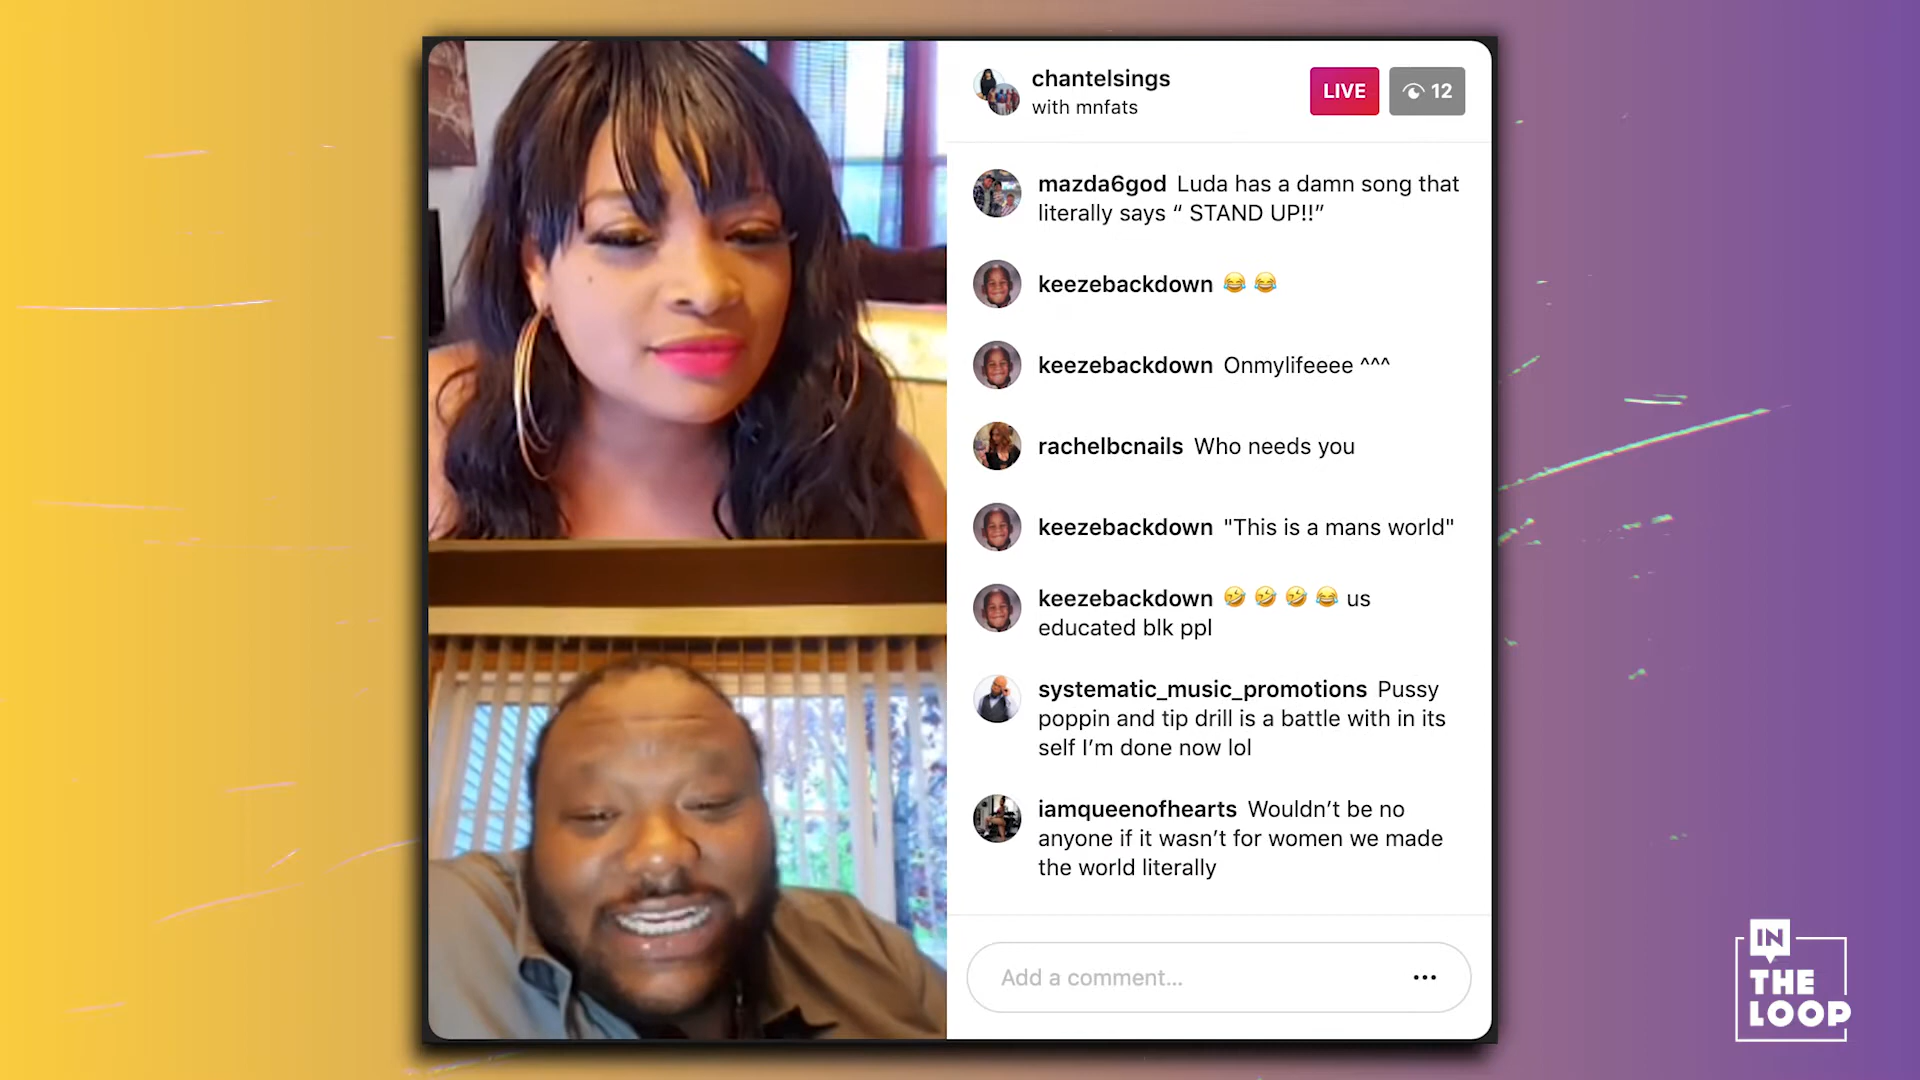 chantelsings
with mnfats
LIVE
12
mazda6god Luda has a damn song that
literally says “ STAND UP!!”
keezebackdown 😂 😂
keezebackdown Onmylifeeee ^^^
rachelbcnails Who needs you
keezebackdown "This is a mans world"
keezebackdown 🤣 🤣 🤣 😂 us
educated blk ppl
systematic_music_promotions Pussy
poppin and tip drill is a battle with in its
self I’m done now lol
iamqueenofhearts Wouldn’t be no
anyone if it wasn’t for women we made
the world literally
Add a comment...
IN
THE
LOOP